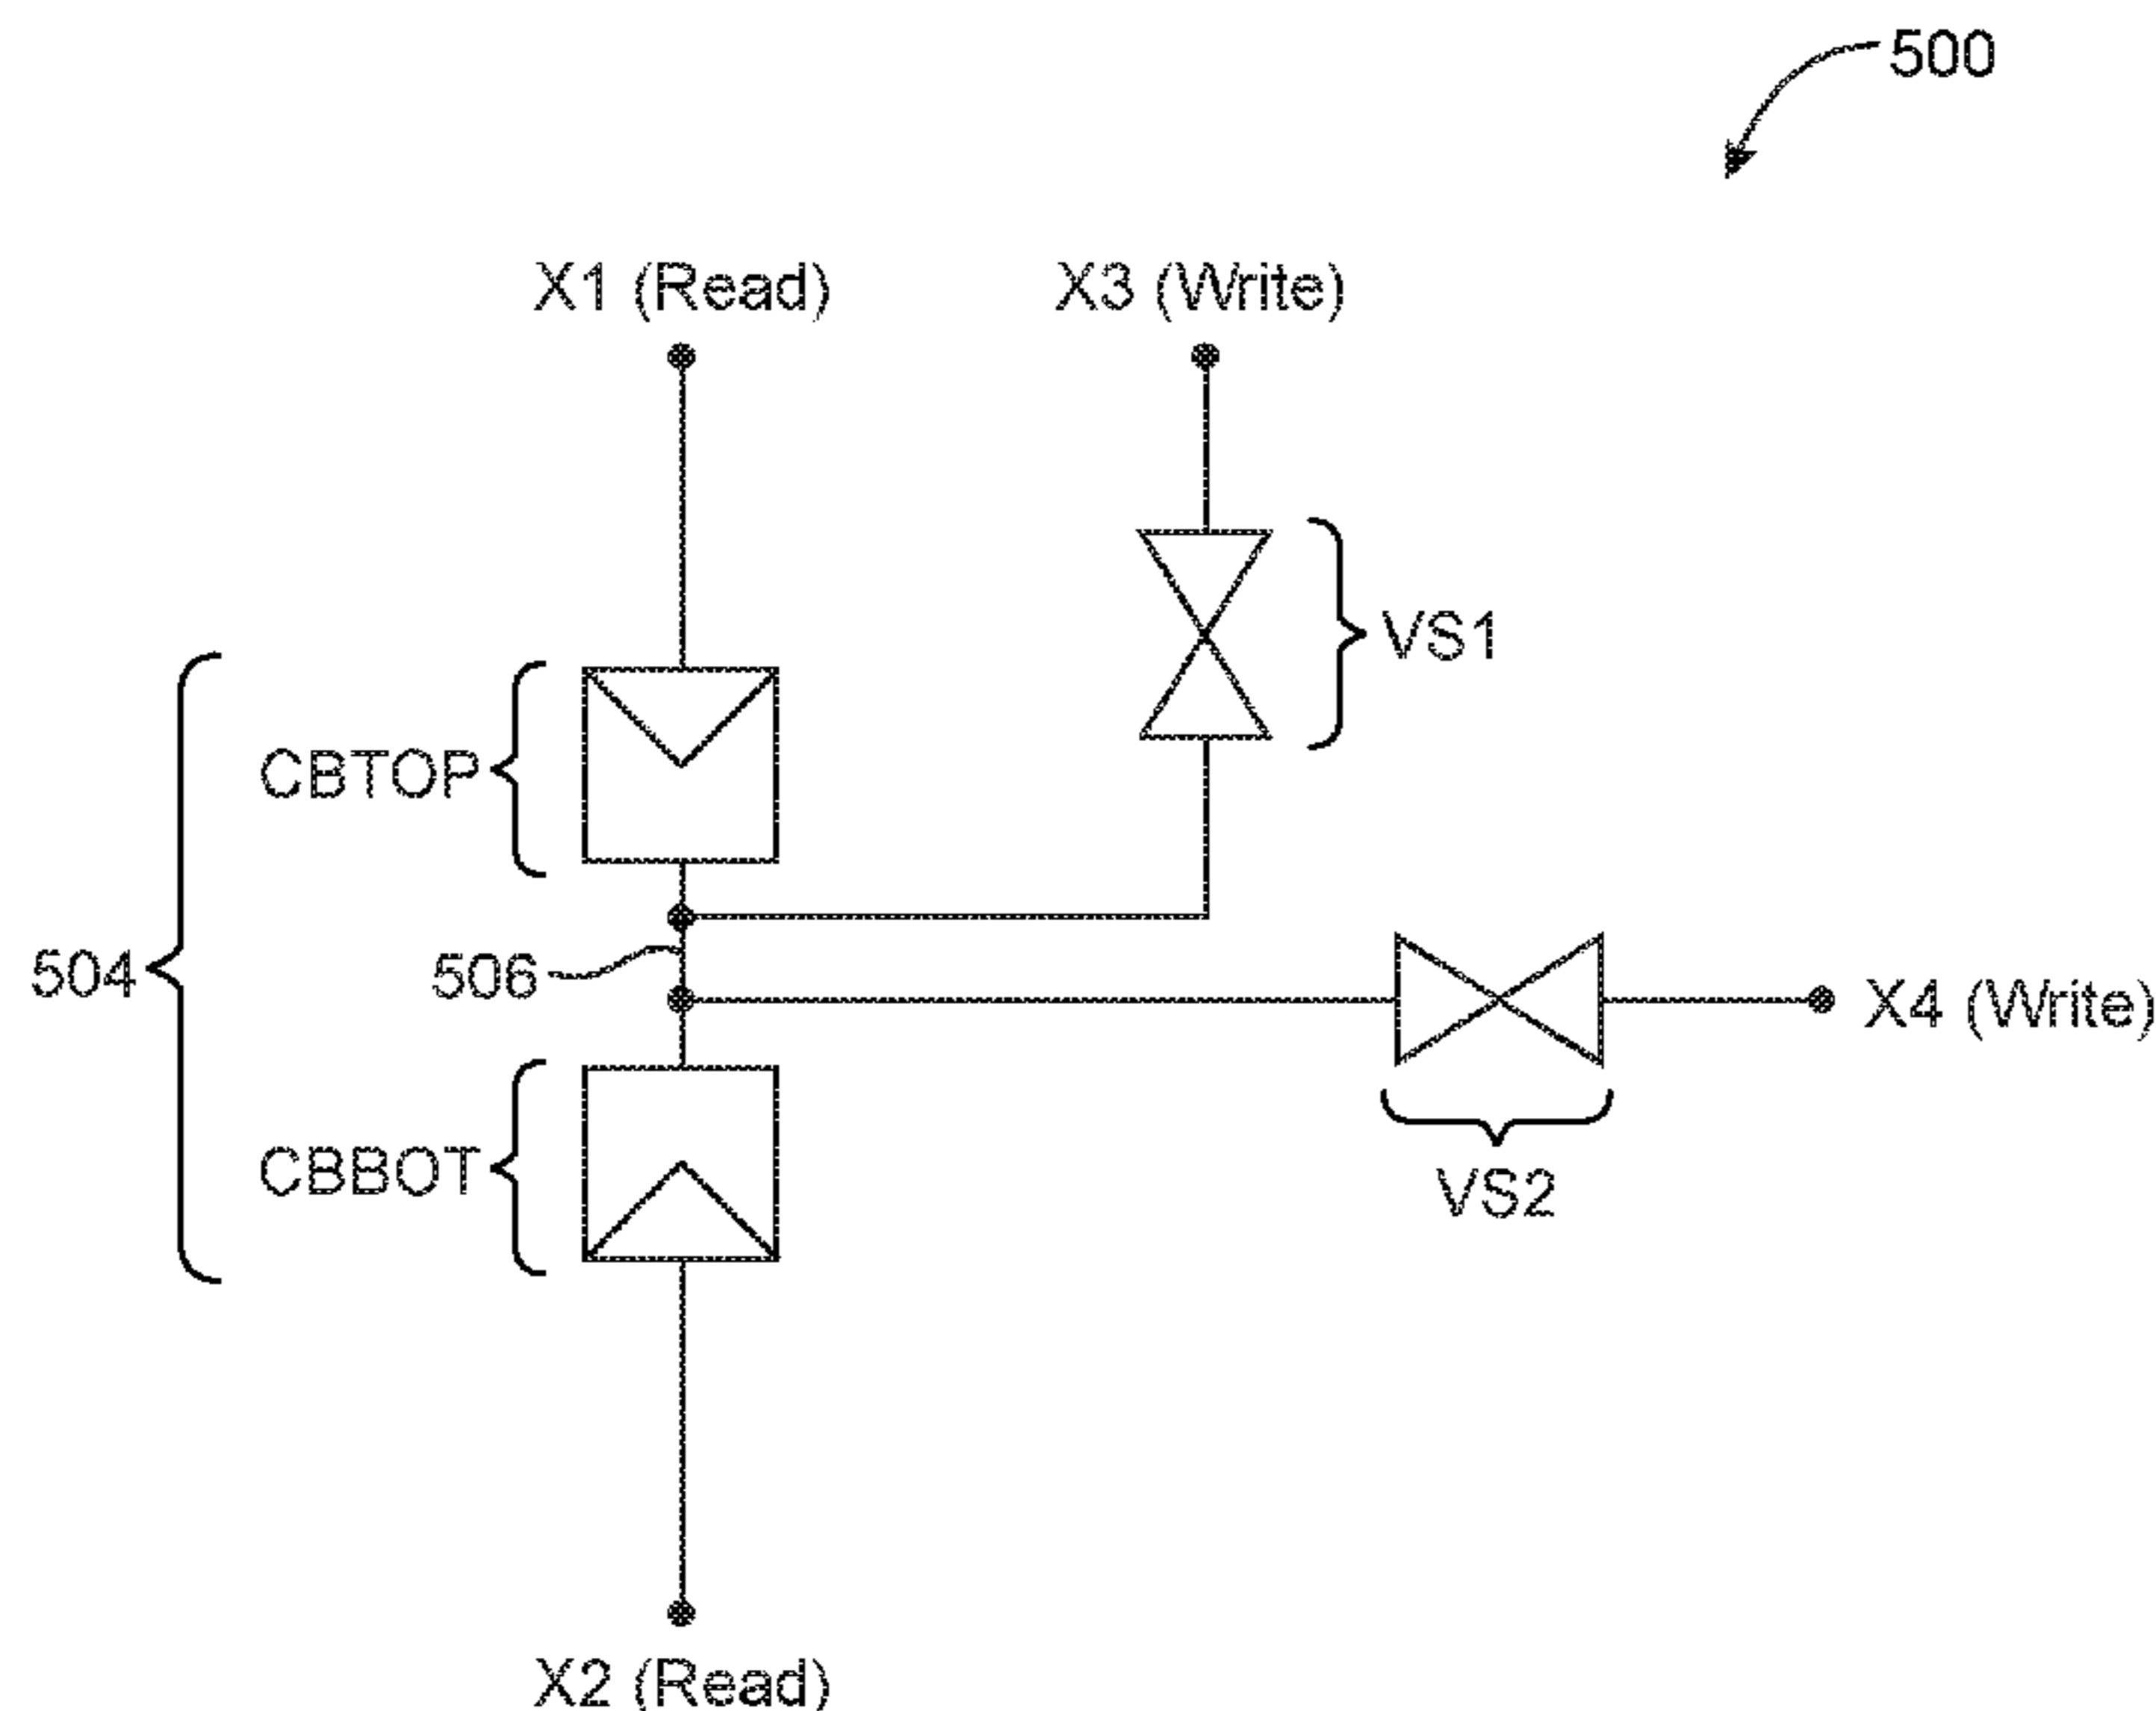 500
X1 (Read)
X3 (Write)
VS1
CBTOP
504
506
X4 (Write)
CBBOT
VS2
X2 (Read)